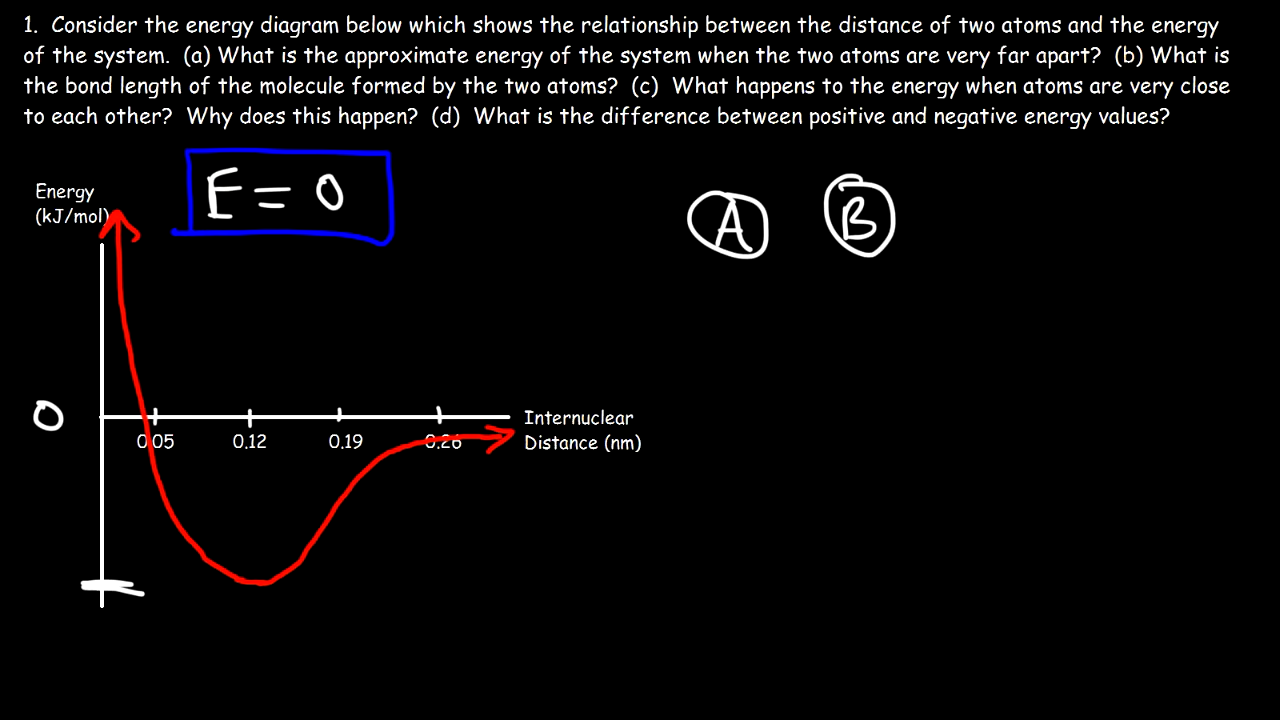 1. Consider the energy diagram below which shows the relationship between the distance of two atoms and the energy
of the system. (a) What is the approximate energy of the system when the two atoms are very far apart? (b) What is
the bond length of the molecule formed by the two atoms? (c) What happens to the energy when atoms are very close
to each other? Why does this happen? (d) What is the difference between positive and negative energy values?
Energy
(kJ/mol)
E = 0
A B
0
0.05 0.12 0.19 0.26
Internuclear
Distance (nm)